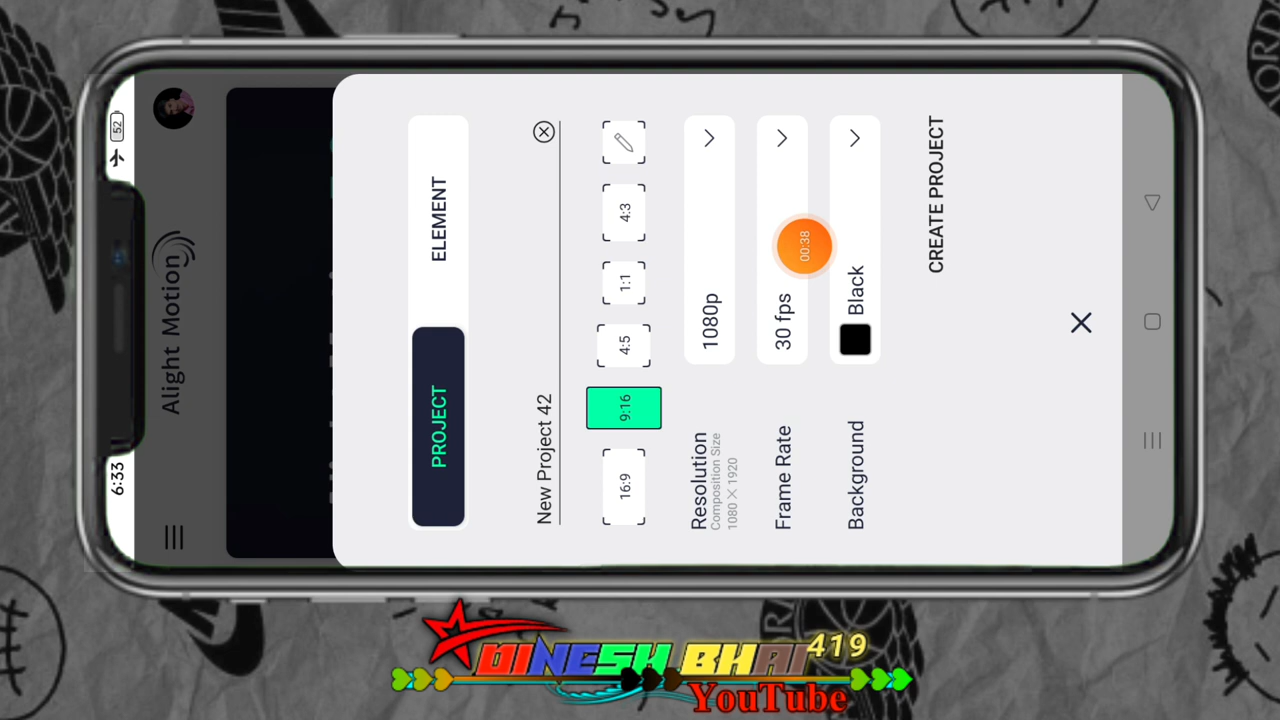 6:33
52
Alight Motion
PROJECT
ELEMENT
New Project 42
16:9
9:16
4:5
1:1
4:3
Resolution
Composition Size
1080 X 1920
1080p
Frame Rate
30 fps
00:38
Background
Black
CREATE PROJECT
DINESH BHAI 419
YouTube